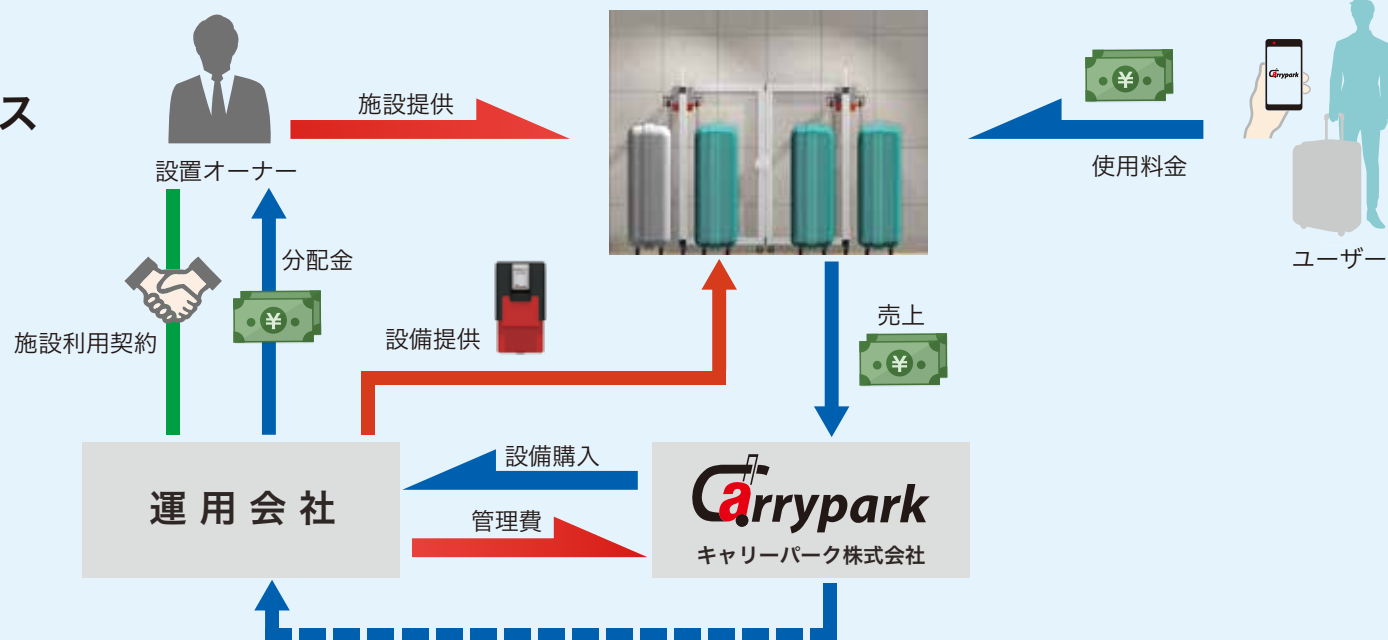 ス
施設提供
設置オーナー
使用料金
Carrypark
ユーザー
分配金
施設利用契約
設備提供
売上
設備購入
運用会社
管理費
Carrypark
キャリーパーク株式会社